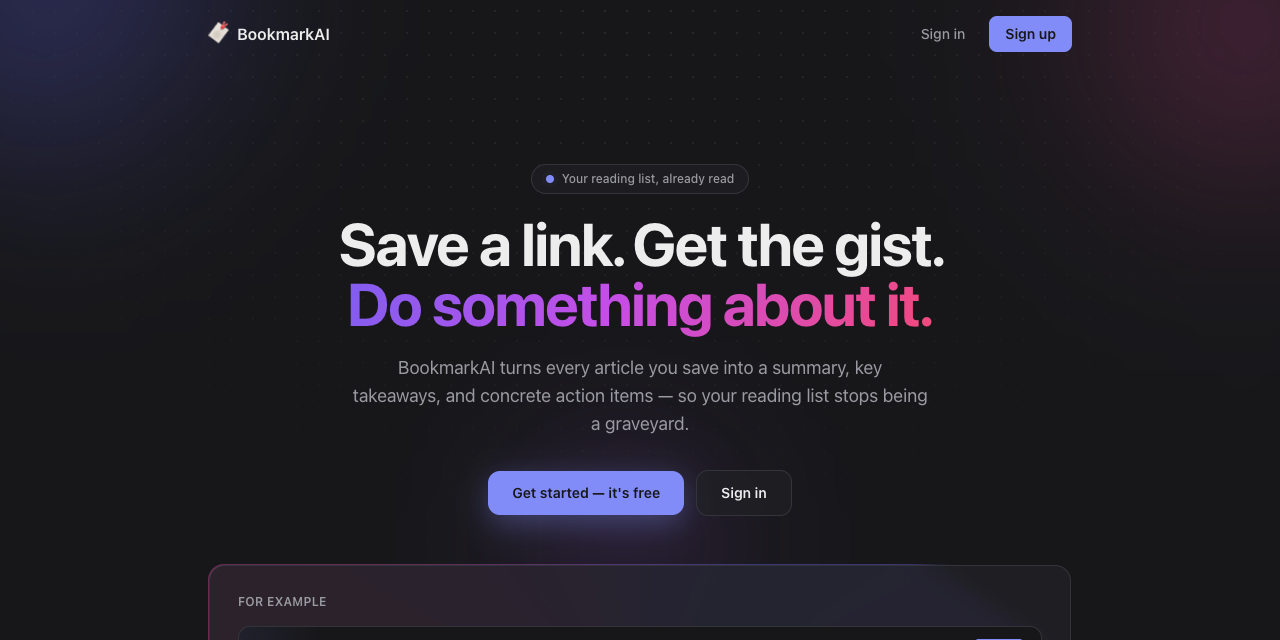 BookmarkAI
Sign in
Sign up
Your reading list, already read
Save a link. Get the gist.
Do something about it.
BookmarkAI turns every article you save into a summary, key
takeaways, and concrete action items — so your reading list stops being
a graveyard.
Get started — it's free
Sign in
FOR EXAMPLE